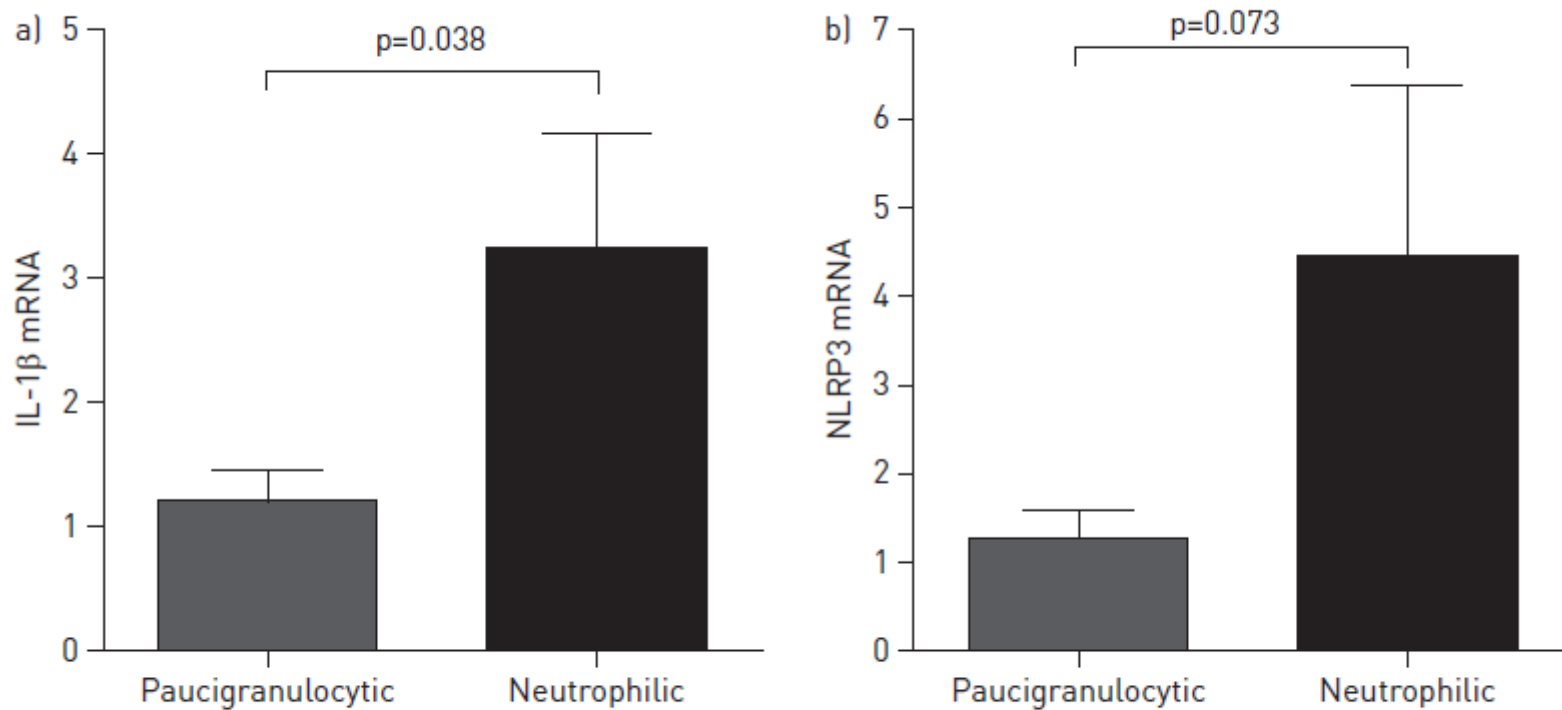 a)
p=0.038
IL-1β mRNA
5
4
3
2
1
0
Paucigranulocytic
Neutrophilic
b)
p=0.073
NLRP3 mRNA
7
6
5
4
3
2
1
0
Paucigranulocytic
Neutrophilic